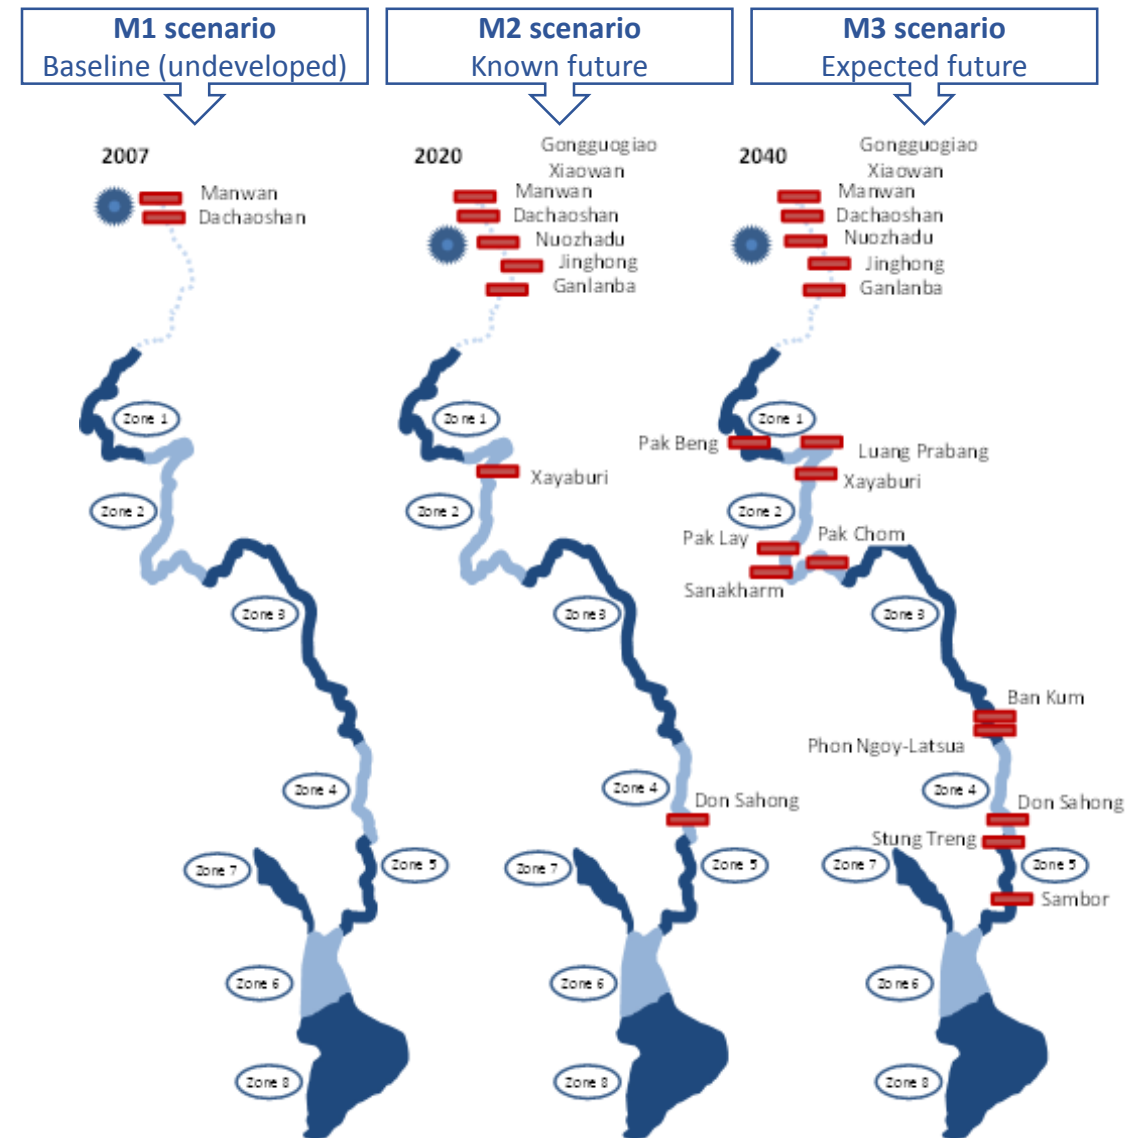 M1 scenario
Baseline (undeveloped)
M2 scenario
Known future
M3 scenario
Expected future
2007
Manwan
Dachaoshan
Zone 1
Zone 2
Zone 3
Zone 4
Zone 5
Zone 7
Zone 6
Zone 8
2020
Gongguogiao
Xiaowan
Manwan
Dachaoshan
Nuozhadu
Jinghong
Ganlanba
Zone 1
Xayaburi
Zone 2
Zone 3
Zone 4
Don Sahong
Zone 5
Zone 7
Zone 6
Zone 8
2040
Gongguogiao
Xiaowan
Manwan
Dachaoshan
Nuozhadu
Jinghong
Ganlanba
Zone 1
Pak Beng
Luang Prabang
Xayaburi
Zone 2
Pak Lay
Pak Chom
Sanakharm
Zone 3
Ban Kum
Phon Ngoy-Latsua
Zone 4
Don Sahong
Stung Treng
Zone 7
Zone 5
Sambor
Zone 6
Zone 8